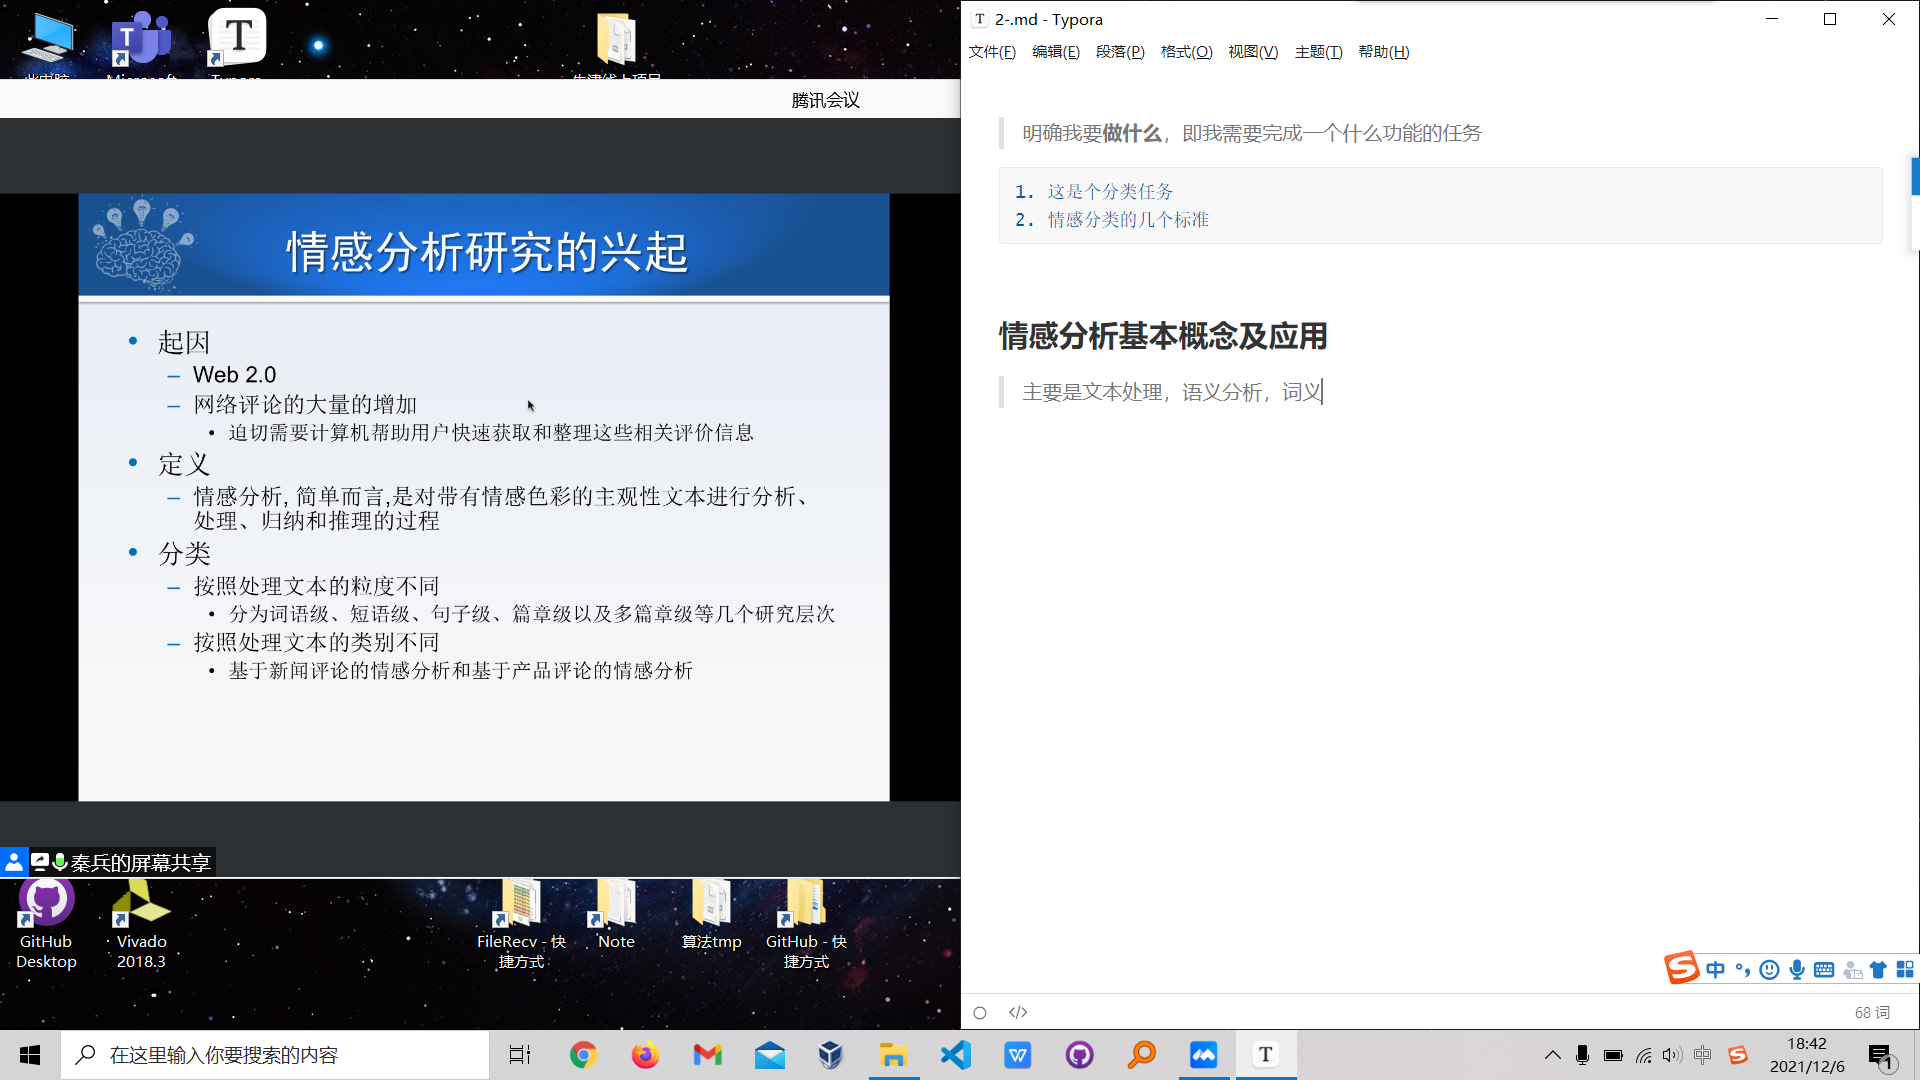 Typora
2-.md - Typora
文件(F) 编辑(E) 段落(P) 格式(O) 视图(V) 主题(T) 帮助(H)
腾讯会议
情感分析研究的兴起
• 起因
– Web 2.0
– 网络评论的大量的增加
• 迫切需要计算机帮助用户快速获取和整理这些相关评价信息
• 定义
– 情感分析, 简单而言,是对带有情感色彩的主观性文本进行分析、
处理、归纳和推理的过程
• 分类
– 按照处理文本的粒度不同
• 分为词语级、短语级、句子级、篇章级以及多篇章级等几个研究层次
– 按照处理文本的类别不同
• 基于新闻评论的情感分析和基于产品评论的情感分析
秦兵的屏幕共享
GitHub
Desktop
Vivado
2018.3
FileRecv - 快
捷方式
Note
算法tmp
GitHub - 快
捷方式
明确我要做什么，即我需要完成一个什么功能的任务
1. 这是个分类任务
2. 情感分类的几个标准
情感分析基本概念及应用
主要是文本处理，语义分析，词义
中
</>
68 词
在这里输入你要搜索的内容
中
18:42
2021/12/6
1